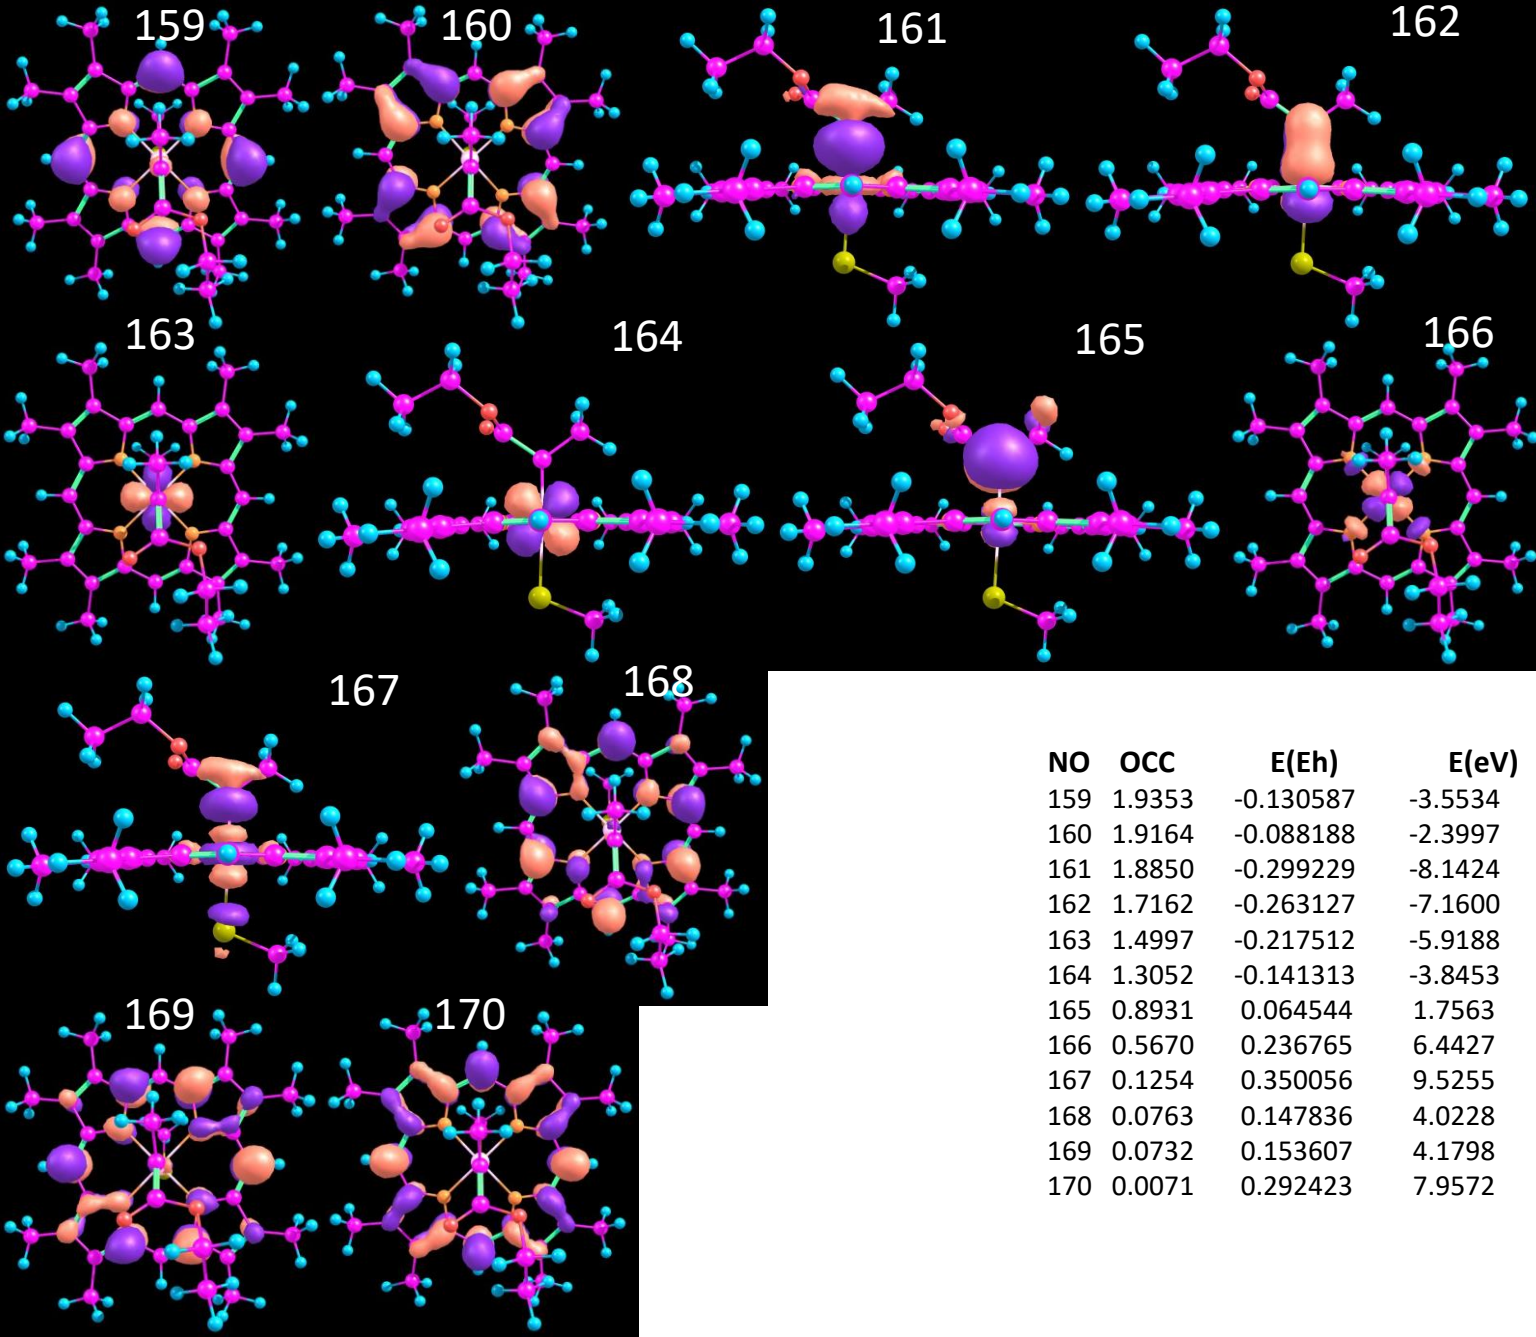 159 160 161 162
163 164 165 166
167 168
169 170
NO OCC E(Eh) E(eV)
159 1.9353 -0.130587 -3.5534
160 1.9164 -0.088188 -2.3997
161 1.8850 -0.299229 -8.1424
162 1.7162 -0.263127 -7.1600
163 1.4997 -0.217512 -5.9188
164 1.3052 -0.141313 -3.8453
165 0.8931 0.064544 1.7563
166 0.5670 0.236765 6.4427
167 0.1254 0.350056 9.5255
168 0.0763 0.147836 4.0228
169 0.0732 0.153607 4.1798
170 0.0071 0.292423 7.9572